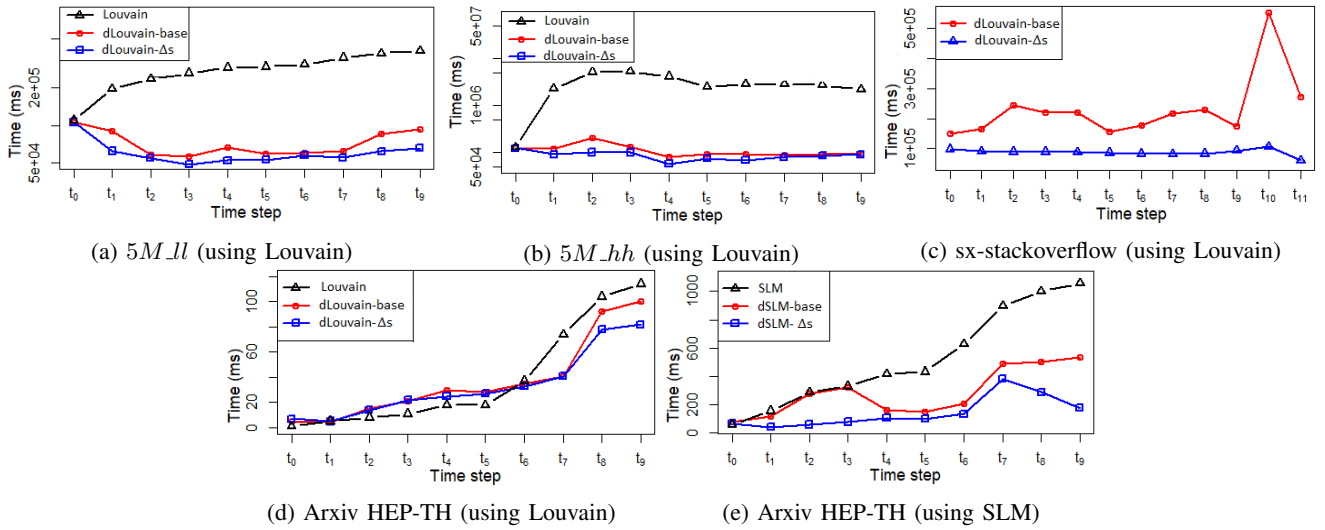 Louvain
dLouvain-base
dLouvain-Δs
Time (ms)
2e+05
5e+04
t0 t1 t2 t3 t4 t5 t6 t7 t8 t9
Time step
(a) 5M_ll (using Louvain)
Louvain
dLouvain-base
dLouvain-Δs
Time (ms)
5e+07
1e+06
5e+04
t0 t1 t2 t3 t4 t5 t6 t7 t8 t9
Time step
(b) 5M_hh (using Louvain)
dLouvain-base
dLouvain-Δs
Time (ms)
5e+05
3e+05
1e+05
t0 t1 t2 t3 t4 t5 t6 t7 t8 t9 t10 t11
Time step
(c) sx-stackoverflow (using Louvain)
Louvain
dLouvain-base
dLouvain-Δs
Time (ms)
100
60
20
0
t0 t1 t2 t3 t4 t5 t6 t7 t8 t9
Time step
(d) Arxiv HEP-TH (using Louvain)
SLM
dSLM-base
dSLM- Δs
Time (ms)
1000
600
200
0
t0 t1 t2 t3 t4 t5 t6 t7 t8 t9
Time step
(e) Arxiv HEP-TH (using SLM)